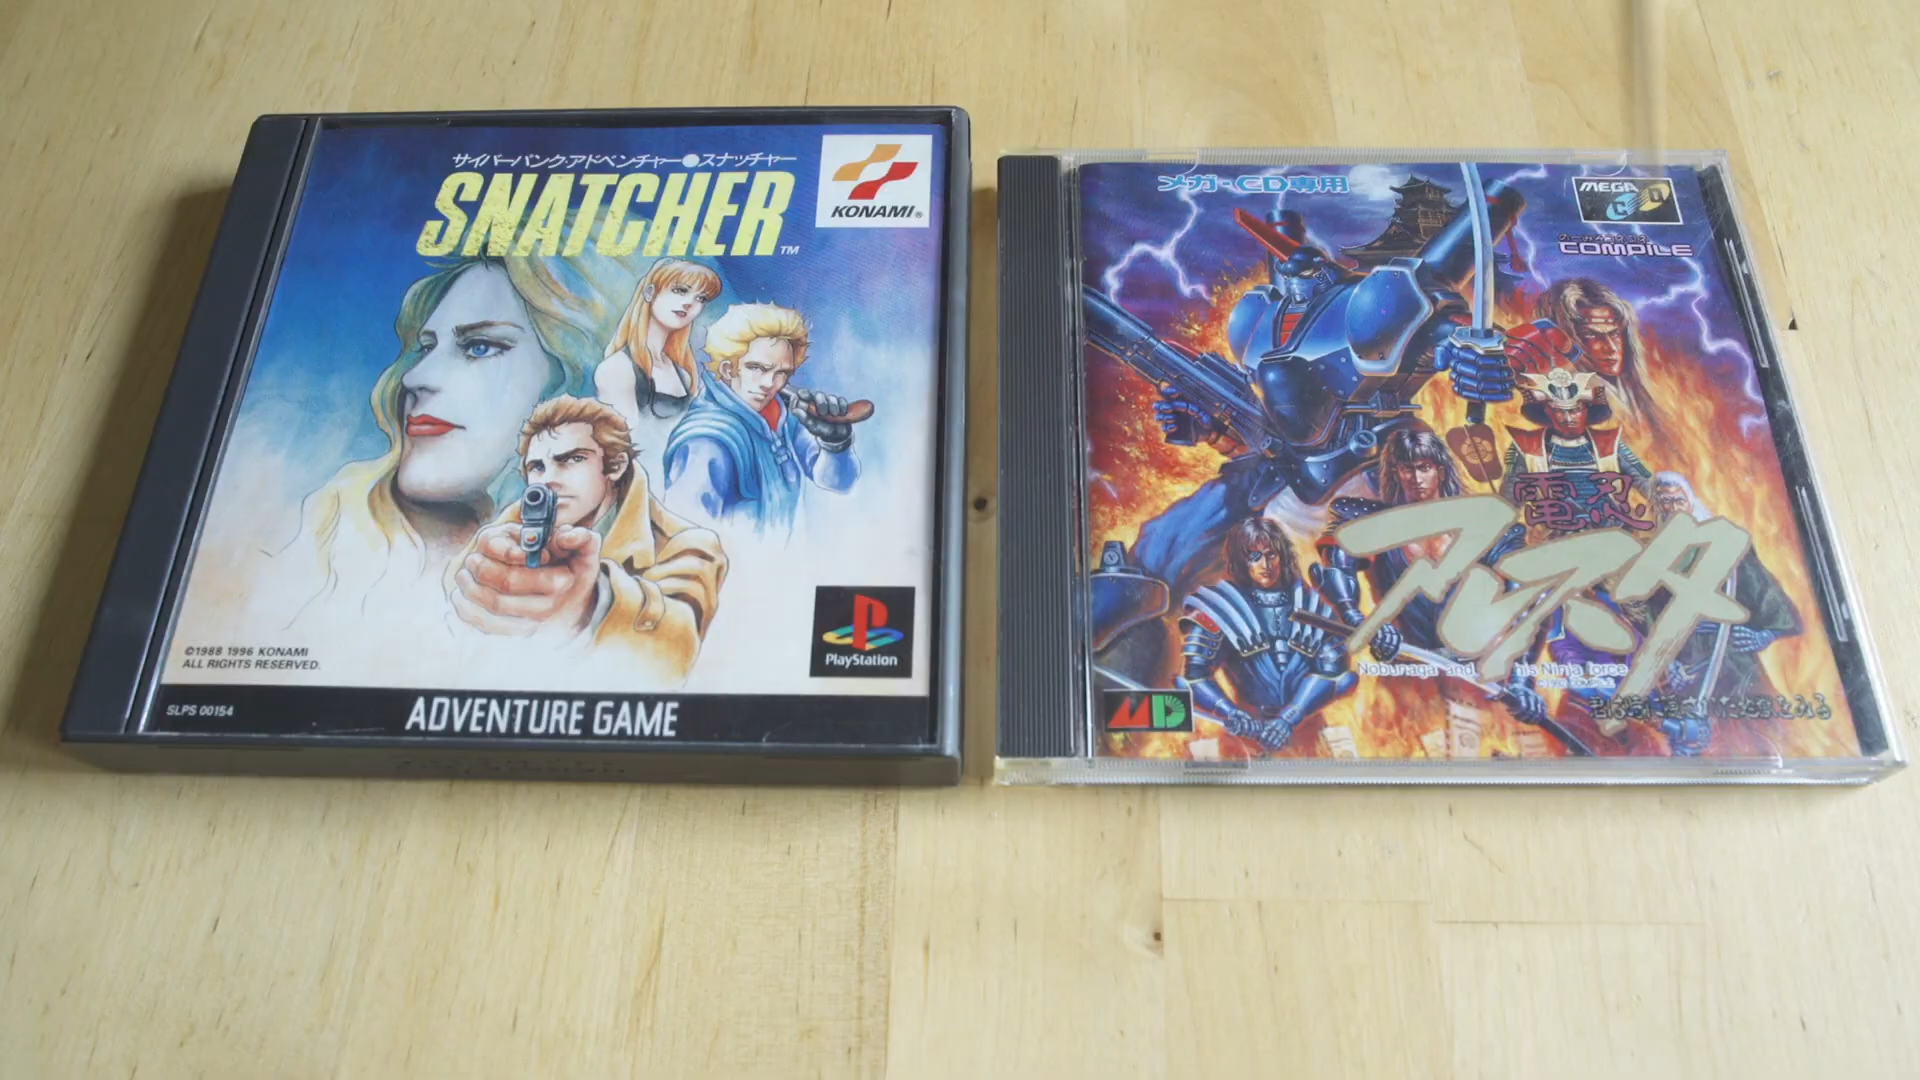 サイバーパンク・アドベンチャー●スナッチャー
SNATCHER™
KONAMI®
©1988 1996 KONAMI
ALL RIGHTS RESERVED.
PlayStation
SLPS 00154
ADVENTURE GAME
メガ-CD専用
MEGA
CD
COMPILE
電忍
アレスタ
Nobunaga and his Ninja force
MD